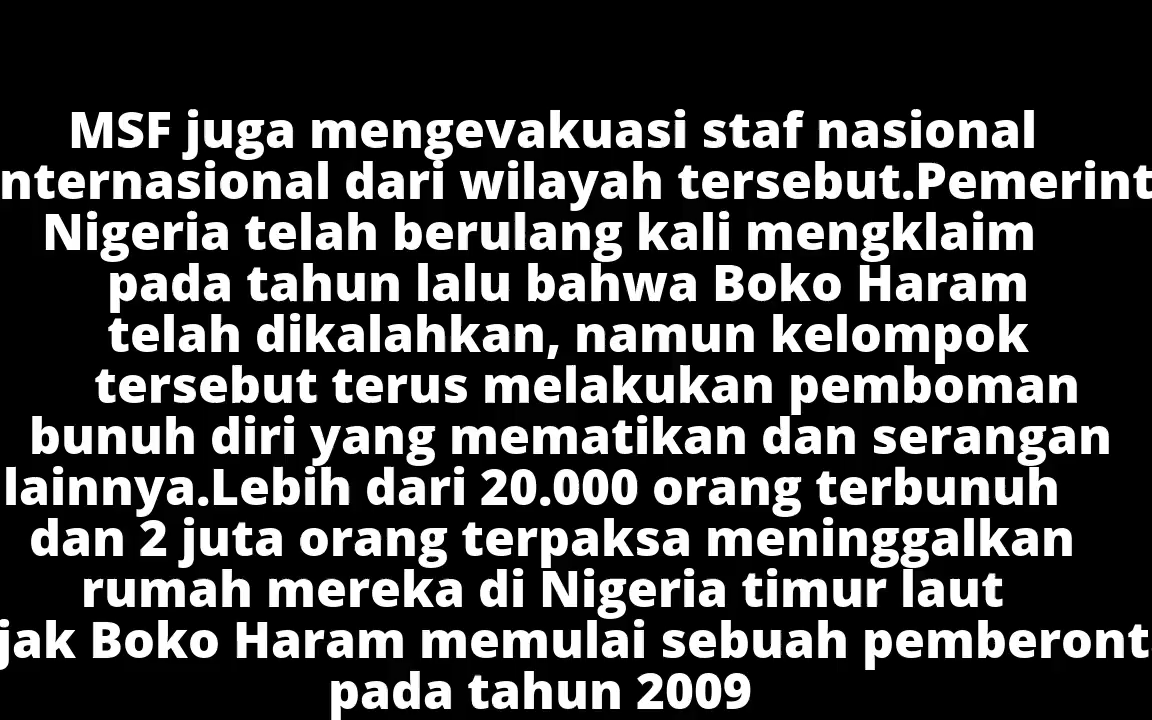 MSF juga mengevakuasi staf nasional
nternasional dari wilayah tersebut.Pemerint
Nigeria telah berulang kali mengklaim
pada tahun lalu bahwa Boko Haram
telah dikalahkan, namun kelompok
tersebut terus melakukan pemboman
bunuh diri yang mematikan dan serangan
lainnya.Lebih dari 20.000 orang terbunuh
dan 2 juta orang terpaksa meninggalkan
rumah mereka di Nigeria timur laut
jak Boko Haram memulai sebuah pemberont
pada tahun 2009